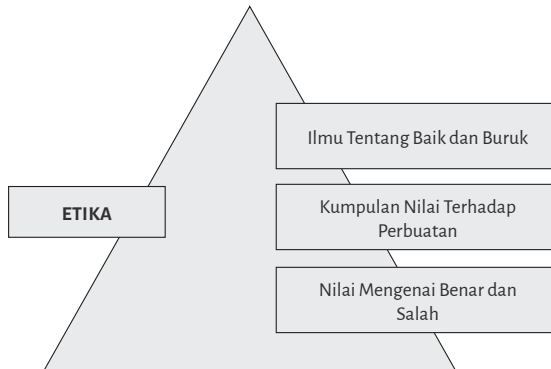 Ilmu Tentang Baik dan Buruk
ETIKA
Kumpulan Nilai Terhadap
Perbuatan
Nilai Mengenai Benar dan
Salah